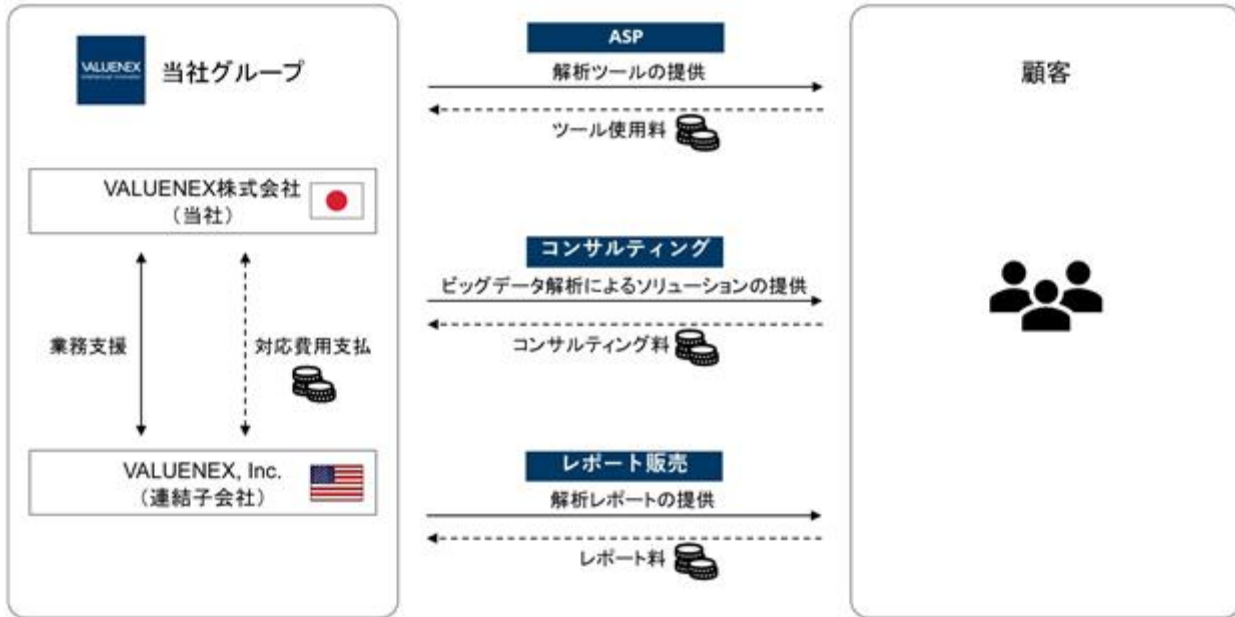 VALUENEX
当社グループ
VALUENEX株式会社
（当社）
業務支援
対応費用支払
VALUENEX, Inc.
（連結子会社）
ASP
解析ツールの提供
ツール使用料
コンサルティング
ビッグデータ解析によるソリューションの提供
コンサルティング料
レポート販売
解析レポートの提供
レポート料
顧客